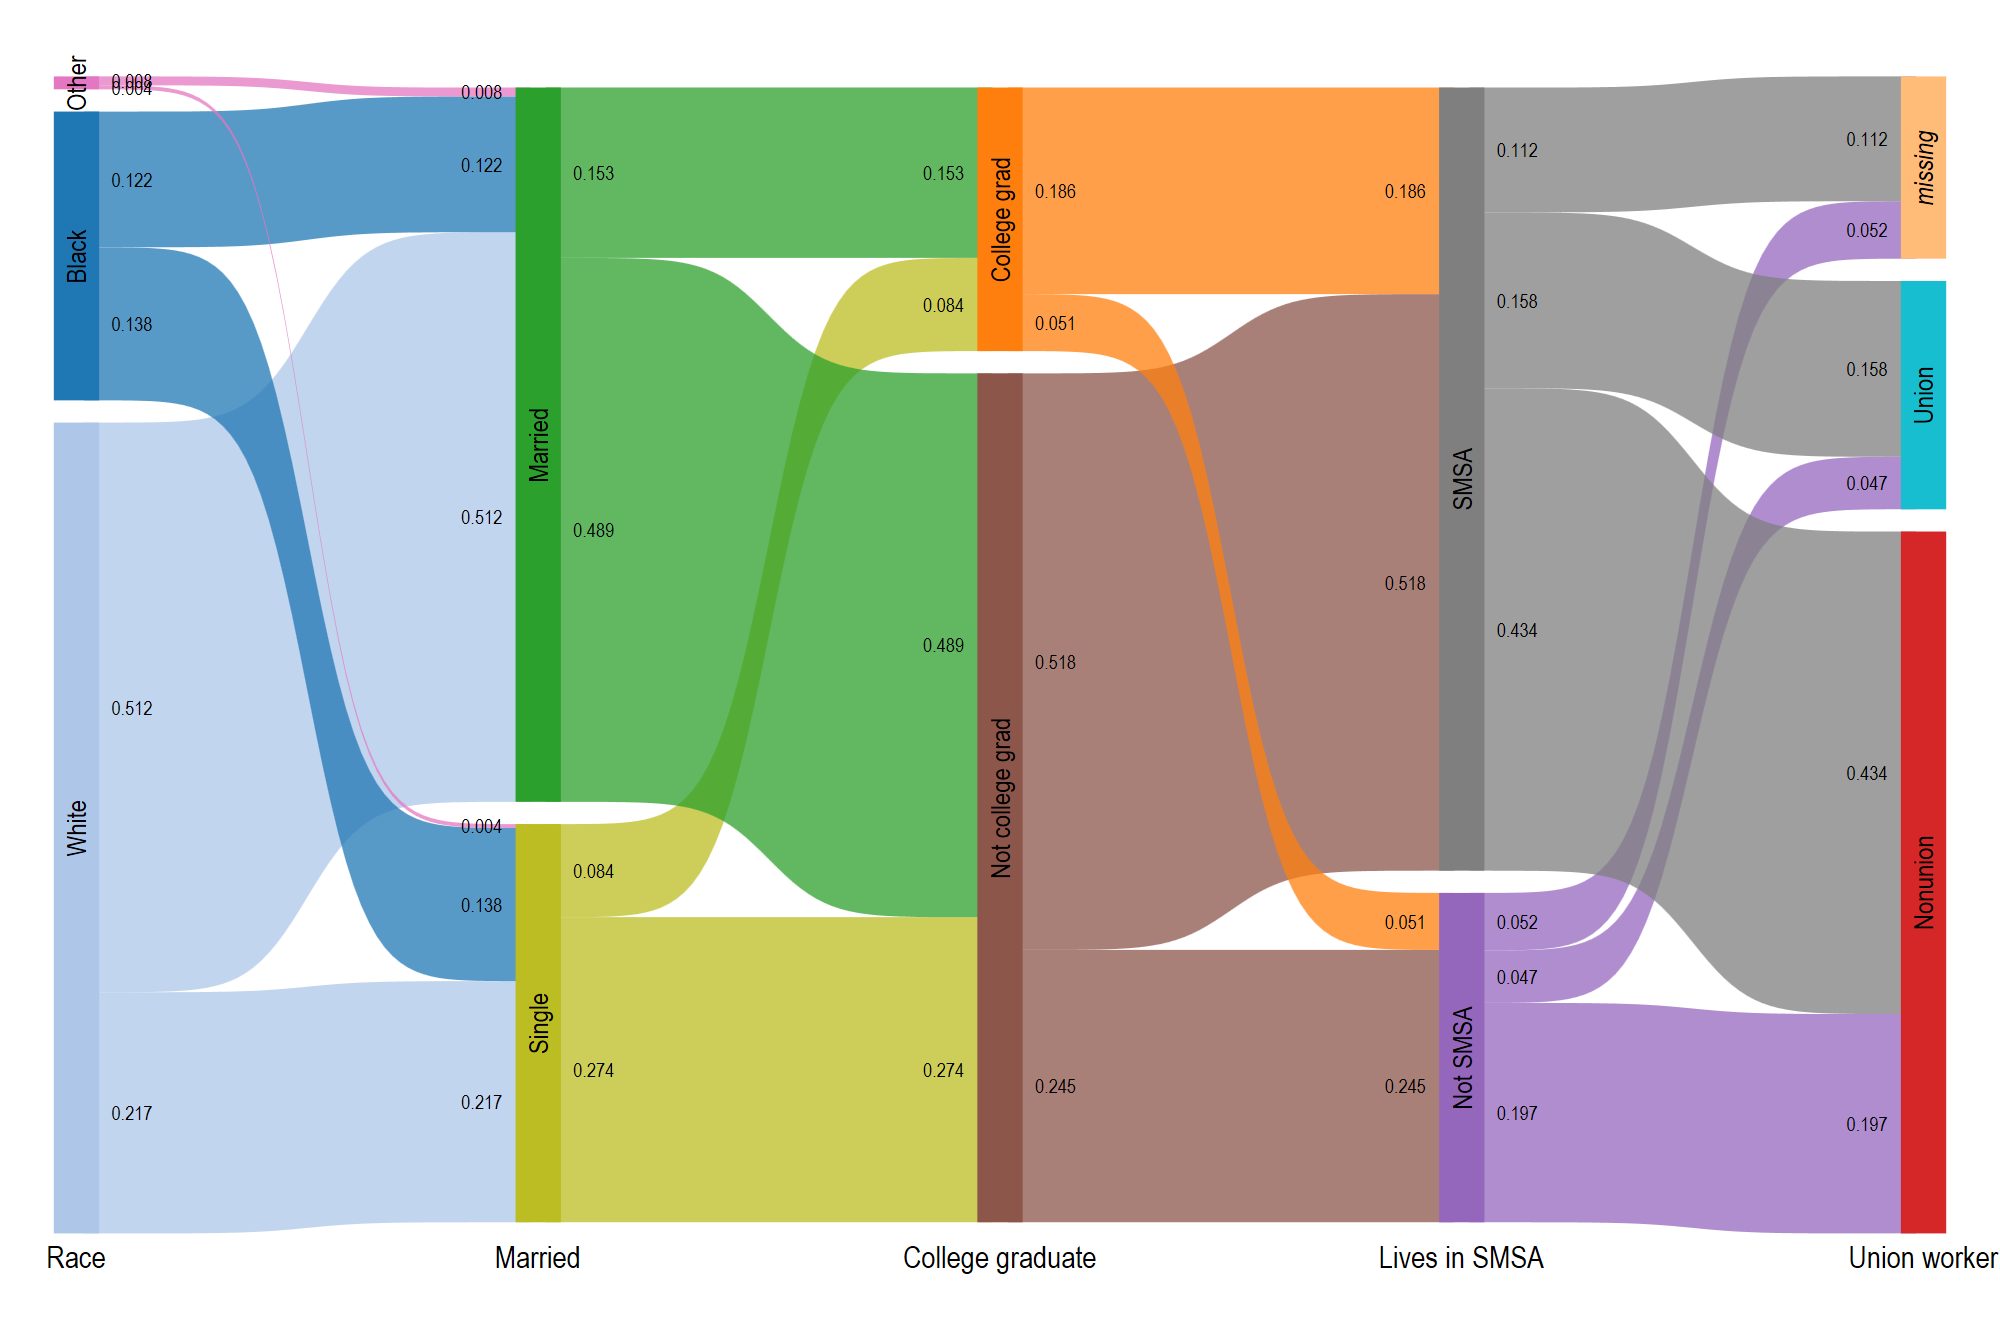 Other
0.008
0.004
Black
0.122
0.138
White
0.512
0.217
0.008
0.122
0.512
0.004
0.138
0.217
Married
0.153
0.489
Single
0.084
0.274
0.153
0.084
0.489
0.274
College grad
0.186
0.051
Not college grad
0.518
0.245
0.186
0.518
0.051
0.245
SMSA
0.112
0.158
0.434
Not SMSA
0.052
0.047
0.197
0.112
0.052
0.158
0.047
0.434
0.197
missing
Union
Nonunion
Race
Married
College graduate
Lives in SMSA
Union worker